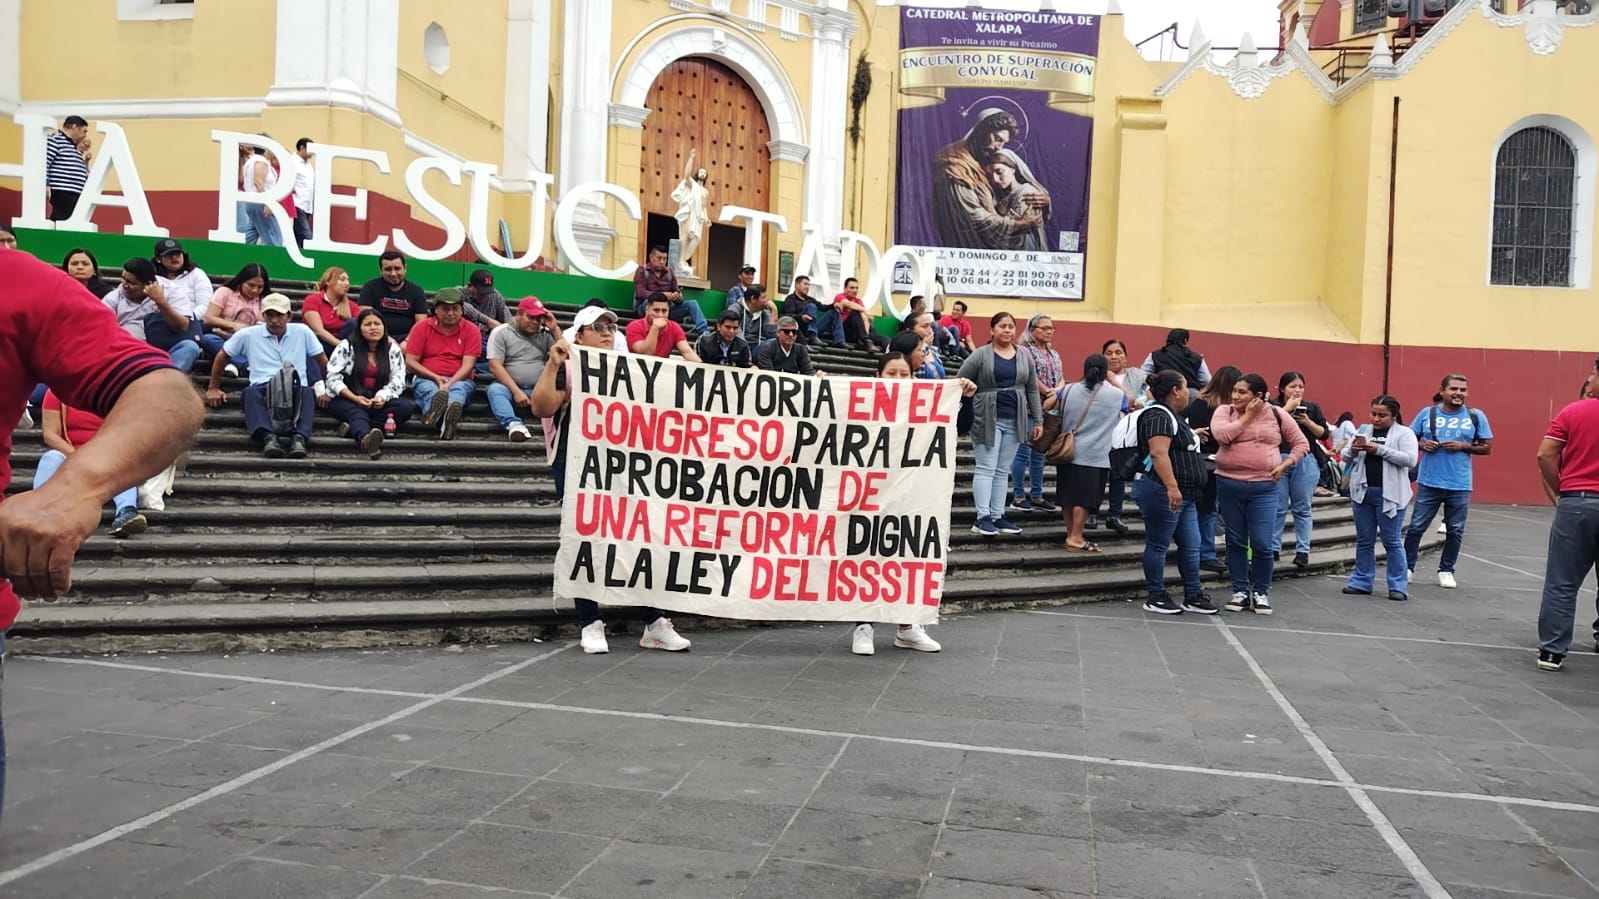 CATEDRAL METROPOLITANA DE
XALAPA
Te invita a vivir su Próximo
ENCUENTRO DE SUPERACIÓN
CONYUGAL
HA RESUCITADO
Y DOMINGO 8 DE JUNIO
81 39 52 44 / 22 81 90 79 43
10 06 84 / 22 81 0808 65
HAY MAYORIA EN EL
CONGRESO, PARA LA
APROBACIÓN DE
UNA REFORMA DIGNA
A LA LEY DEL ISSSTE
1922